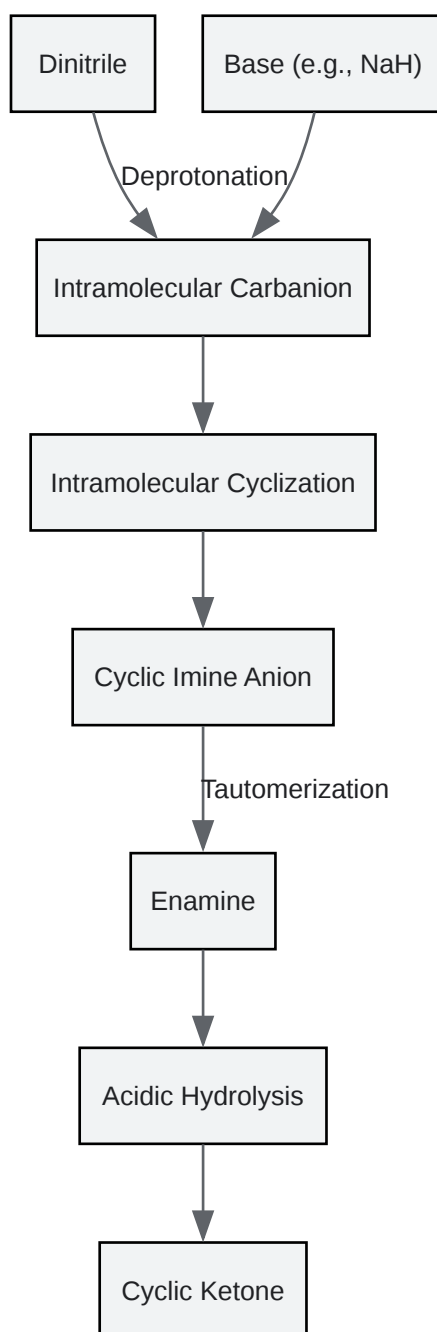 Dinitrile
Base (e.g., NaH)
Deprotonation
Intramolecular Carbanion
Intramolecular Cyclization
Cyclic Imine Anion
Tautomerization
Enamine
Acidic Hydrolysis
Cyclic Ketone